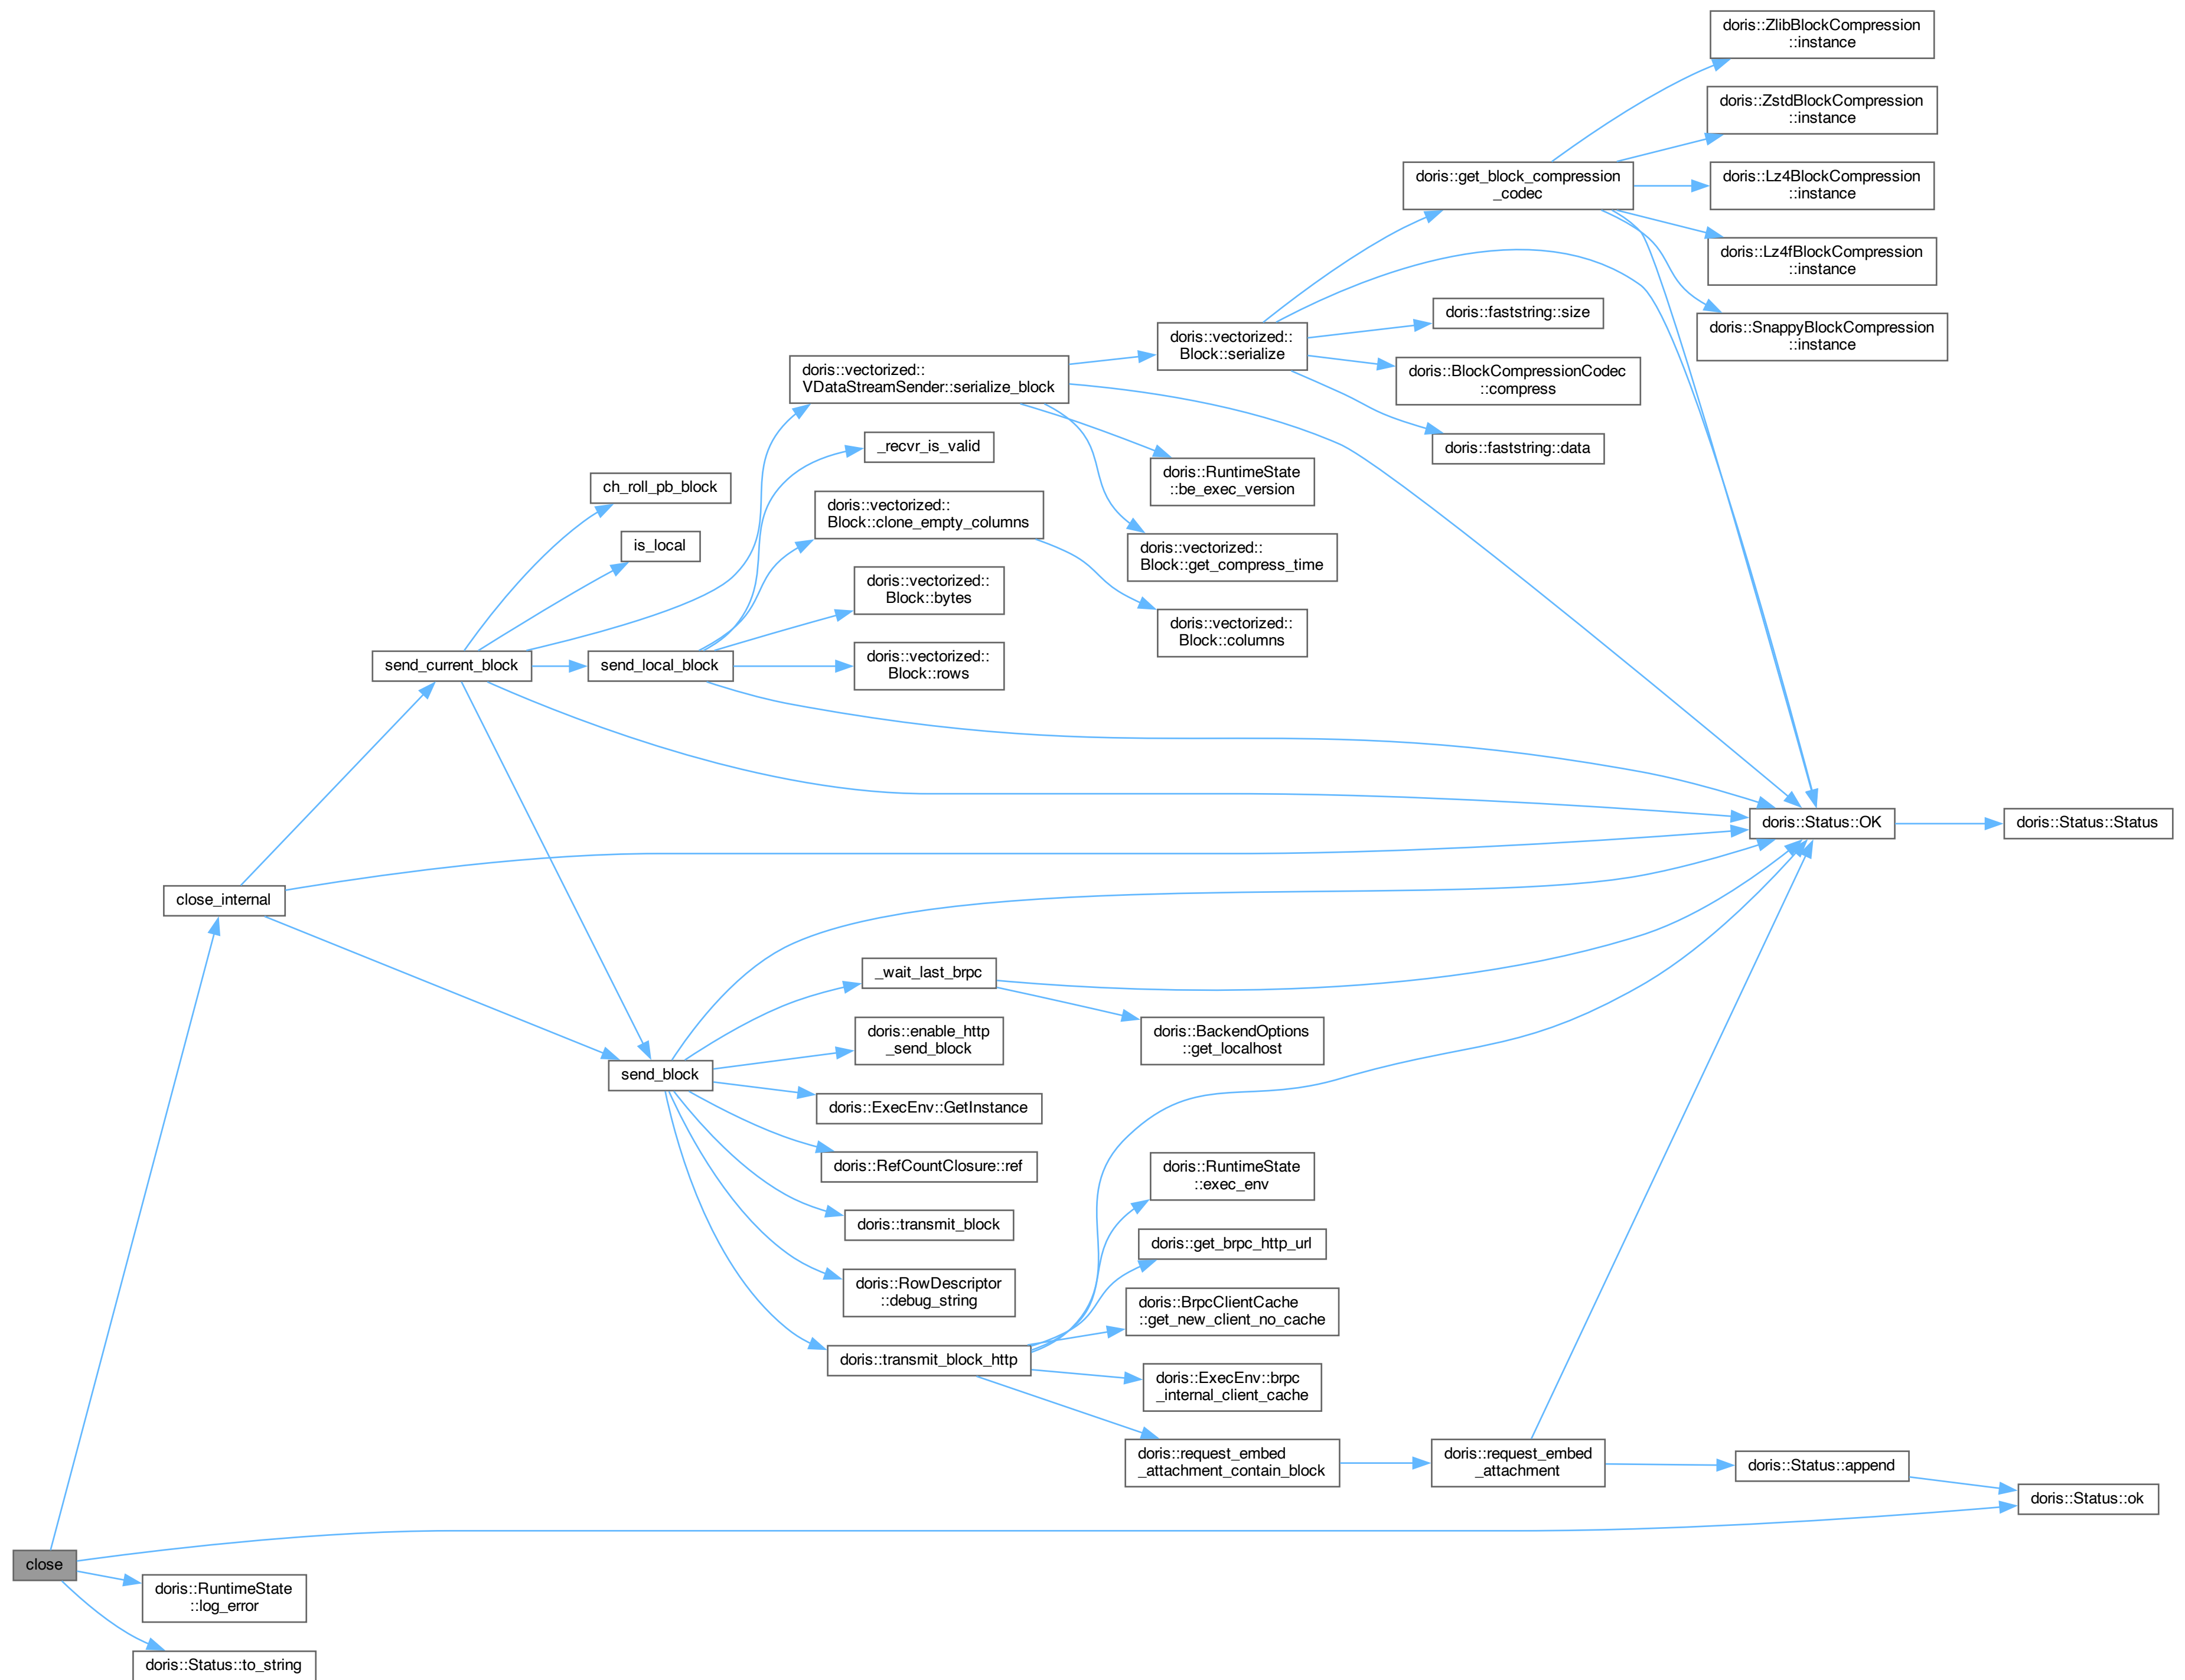 doris::ZlibBlockCompression
::instance
doris::ZstdBlockCompression
::instance
doris::get_block_compression
_codec
doris::Lz4BlockCompression
::instance
doris::Lz4fBlockCompression
::instance
doris::SnappyBlockCompression
::instance
doris::faststring::size
doris::vectorized::
Block::serialize
doris::vectorized::
VDataStreamSender::serialize_block
doris::BlockCompressionCodec
::compress
_recvr_is_valid
doris::faststring::data
doris::RuntimeState
::be_exec_version
ch_roll_pb_block
doris::vectorized::
Block::clone_empty_columns
is_local
doris::vectorized::
Block::get_compress_time
doris::vectorized::
Block::bytes
doris::vectorized::
Block::columns
send_current_block
send_local_block
doris::vectorized::
Block::rows
doris::Status::OK
doris::Status::Status
close_internal
_wait_last_brpc
doris::enable_http
_send_block
doris::BackendOptions
::get_localhost
send_block
doris::ExecEnv::GetInstance
doris::RefCountClosure::ref
doris::RuntimeState
::exec_env
doris::transmit_block
doris::get_brpc_http_url
doris::RowDescriptor
::debug_string
doris::BrpcClientCache
::get_new_client_no_cache
doris::transmit_block_http
doris::ExecEnv::brpc
_internal_client_cache
doris::request_embed
_attachment_contain_block
doris::request_embed
_attachment
doris::Status::append
doris::Status::ok
close
doris::RuntimeState
::log_error
doris::Status::to_string